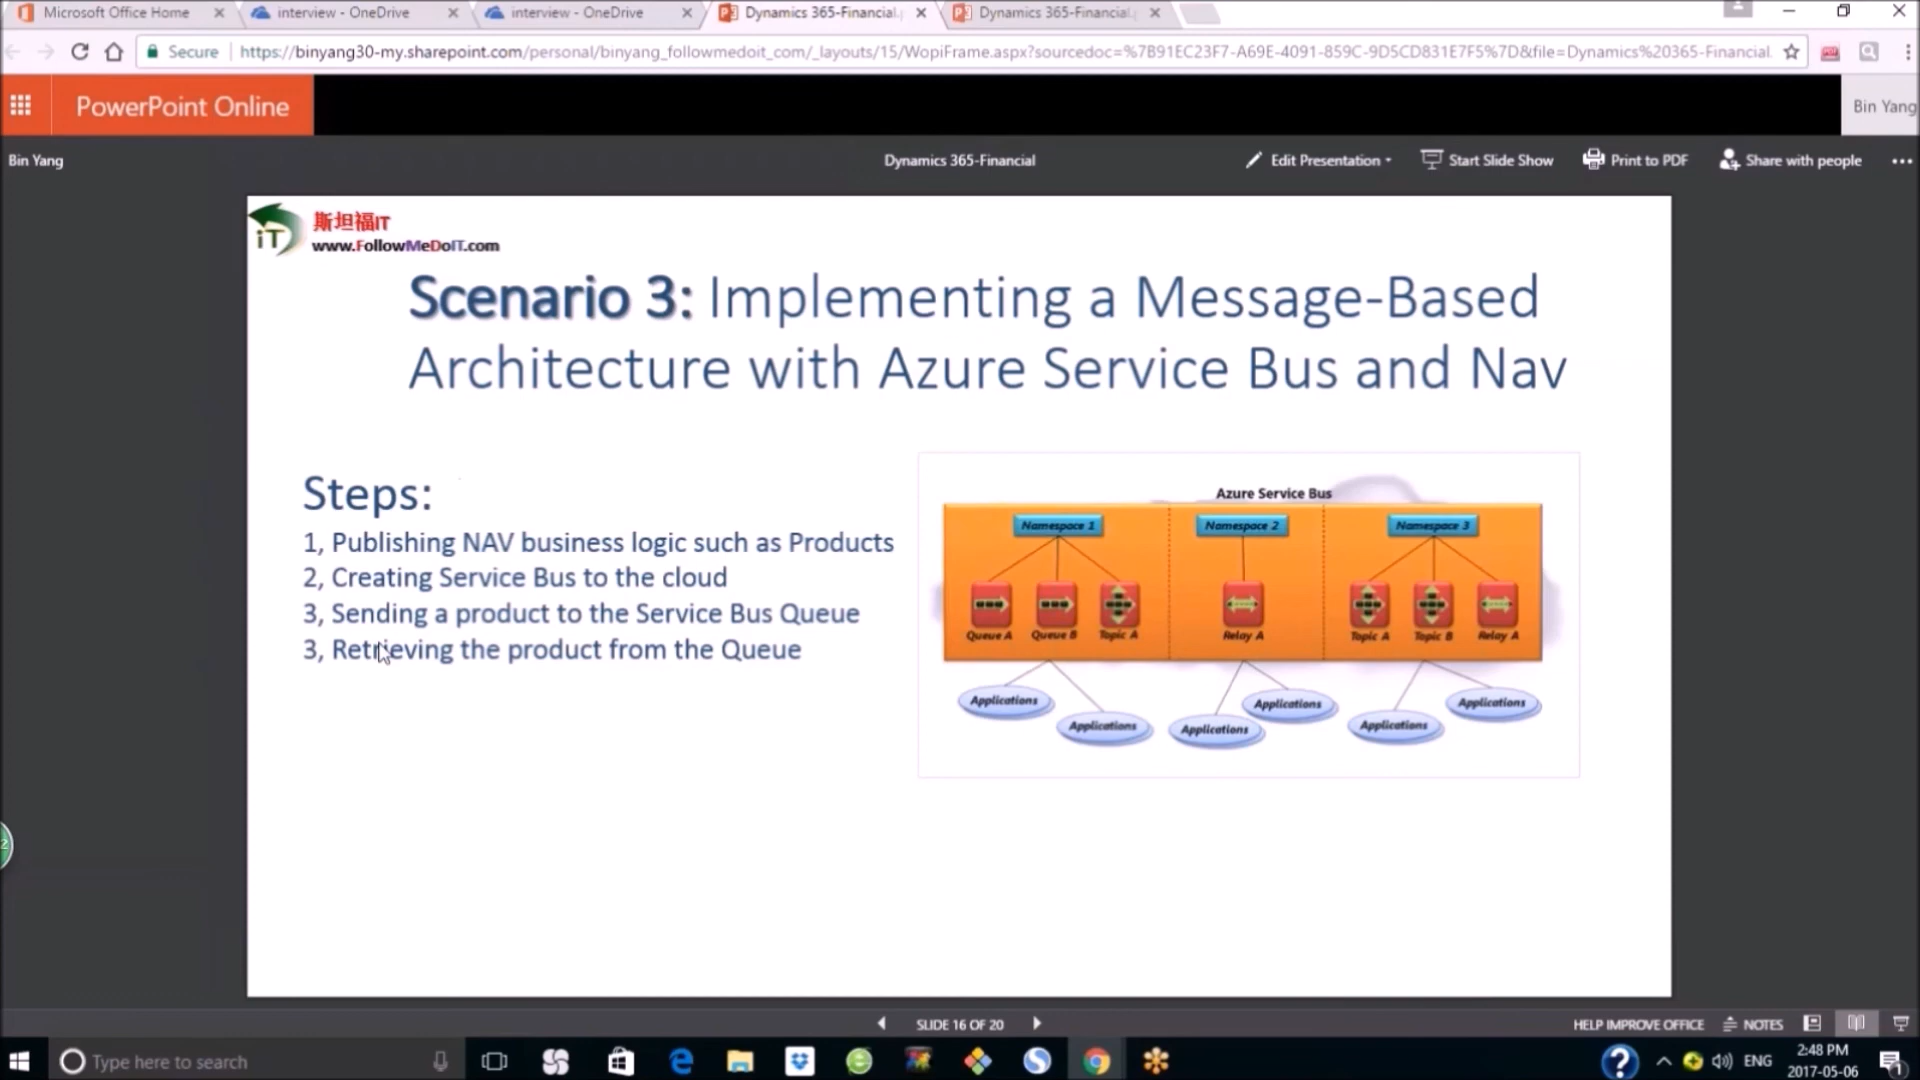 Microsoft Office Home
interview - OneDrive
interview - OneDrive
Dynamics 365-Financial.
Dynamics 365-Financial.
Secure
https://binyang30-my.sharepoint.com/personal/binyang_followmedoit_com/_layouts/15/WopiFrame.aspx?sourcedoc=%7B91EC23F7-A69E-4091-859C-9D5CD831E7F5%7D&file=Dynamics%20365-Financial.
PowerPoint Online
Bin Yang
Bin Yang
Dynamics 365-Financial
Edit Presentation
Start Slide Show
Print to PDF
Share with people
iT
斯坦福IT
www.FollowMeDoIT.com
Scenario 3: Implementing a Message-Based
Architecture with Azure Service Bus and Nav
Steps:
1, Publishing NAV business logic such as Products
2, Creating Service Bus to the cloud
3, Sending a product to the Service Bus Queue
3, Retrieving the product from the Queue
Azure Service Bus
Namespace 1
Namespace 2
Namespace 3
Queue A
Queue B
Topic A
Relay A
Topic A
Topic B
Relay A
Applications
Applications
Applications
Applications
Applications
Applications
2
SLIDE 16 OF 20
HELP IMPROVE OFFICE
NOTES
Type here to search
ENG
2:48 PM
2017-05-06
1